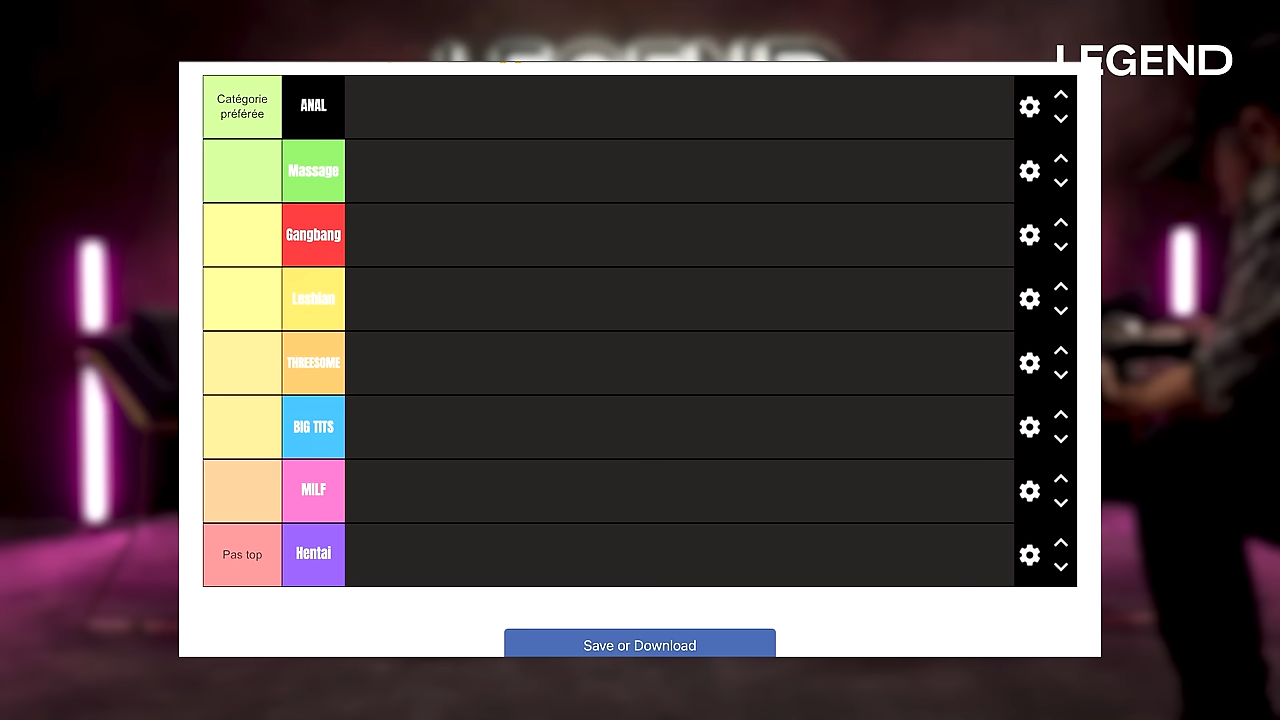 LEGEND
Catégorie
préférée
ANAL
Massage
Gangbang
Lesbian
THREESOME
BIG TITS
MILF
Pas top
Hentai
Save or Download